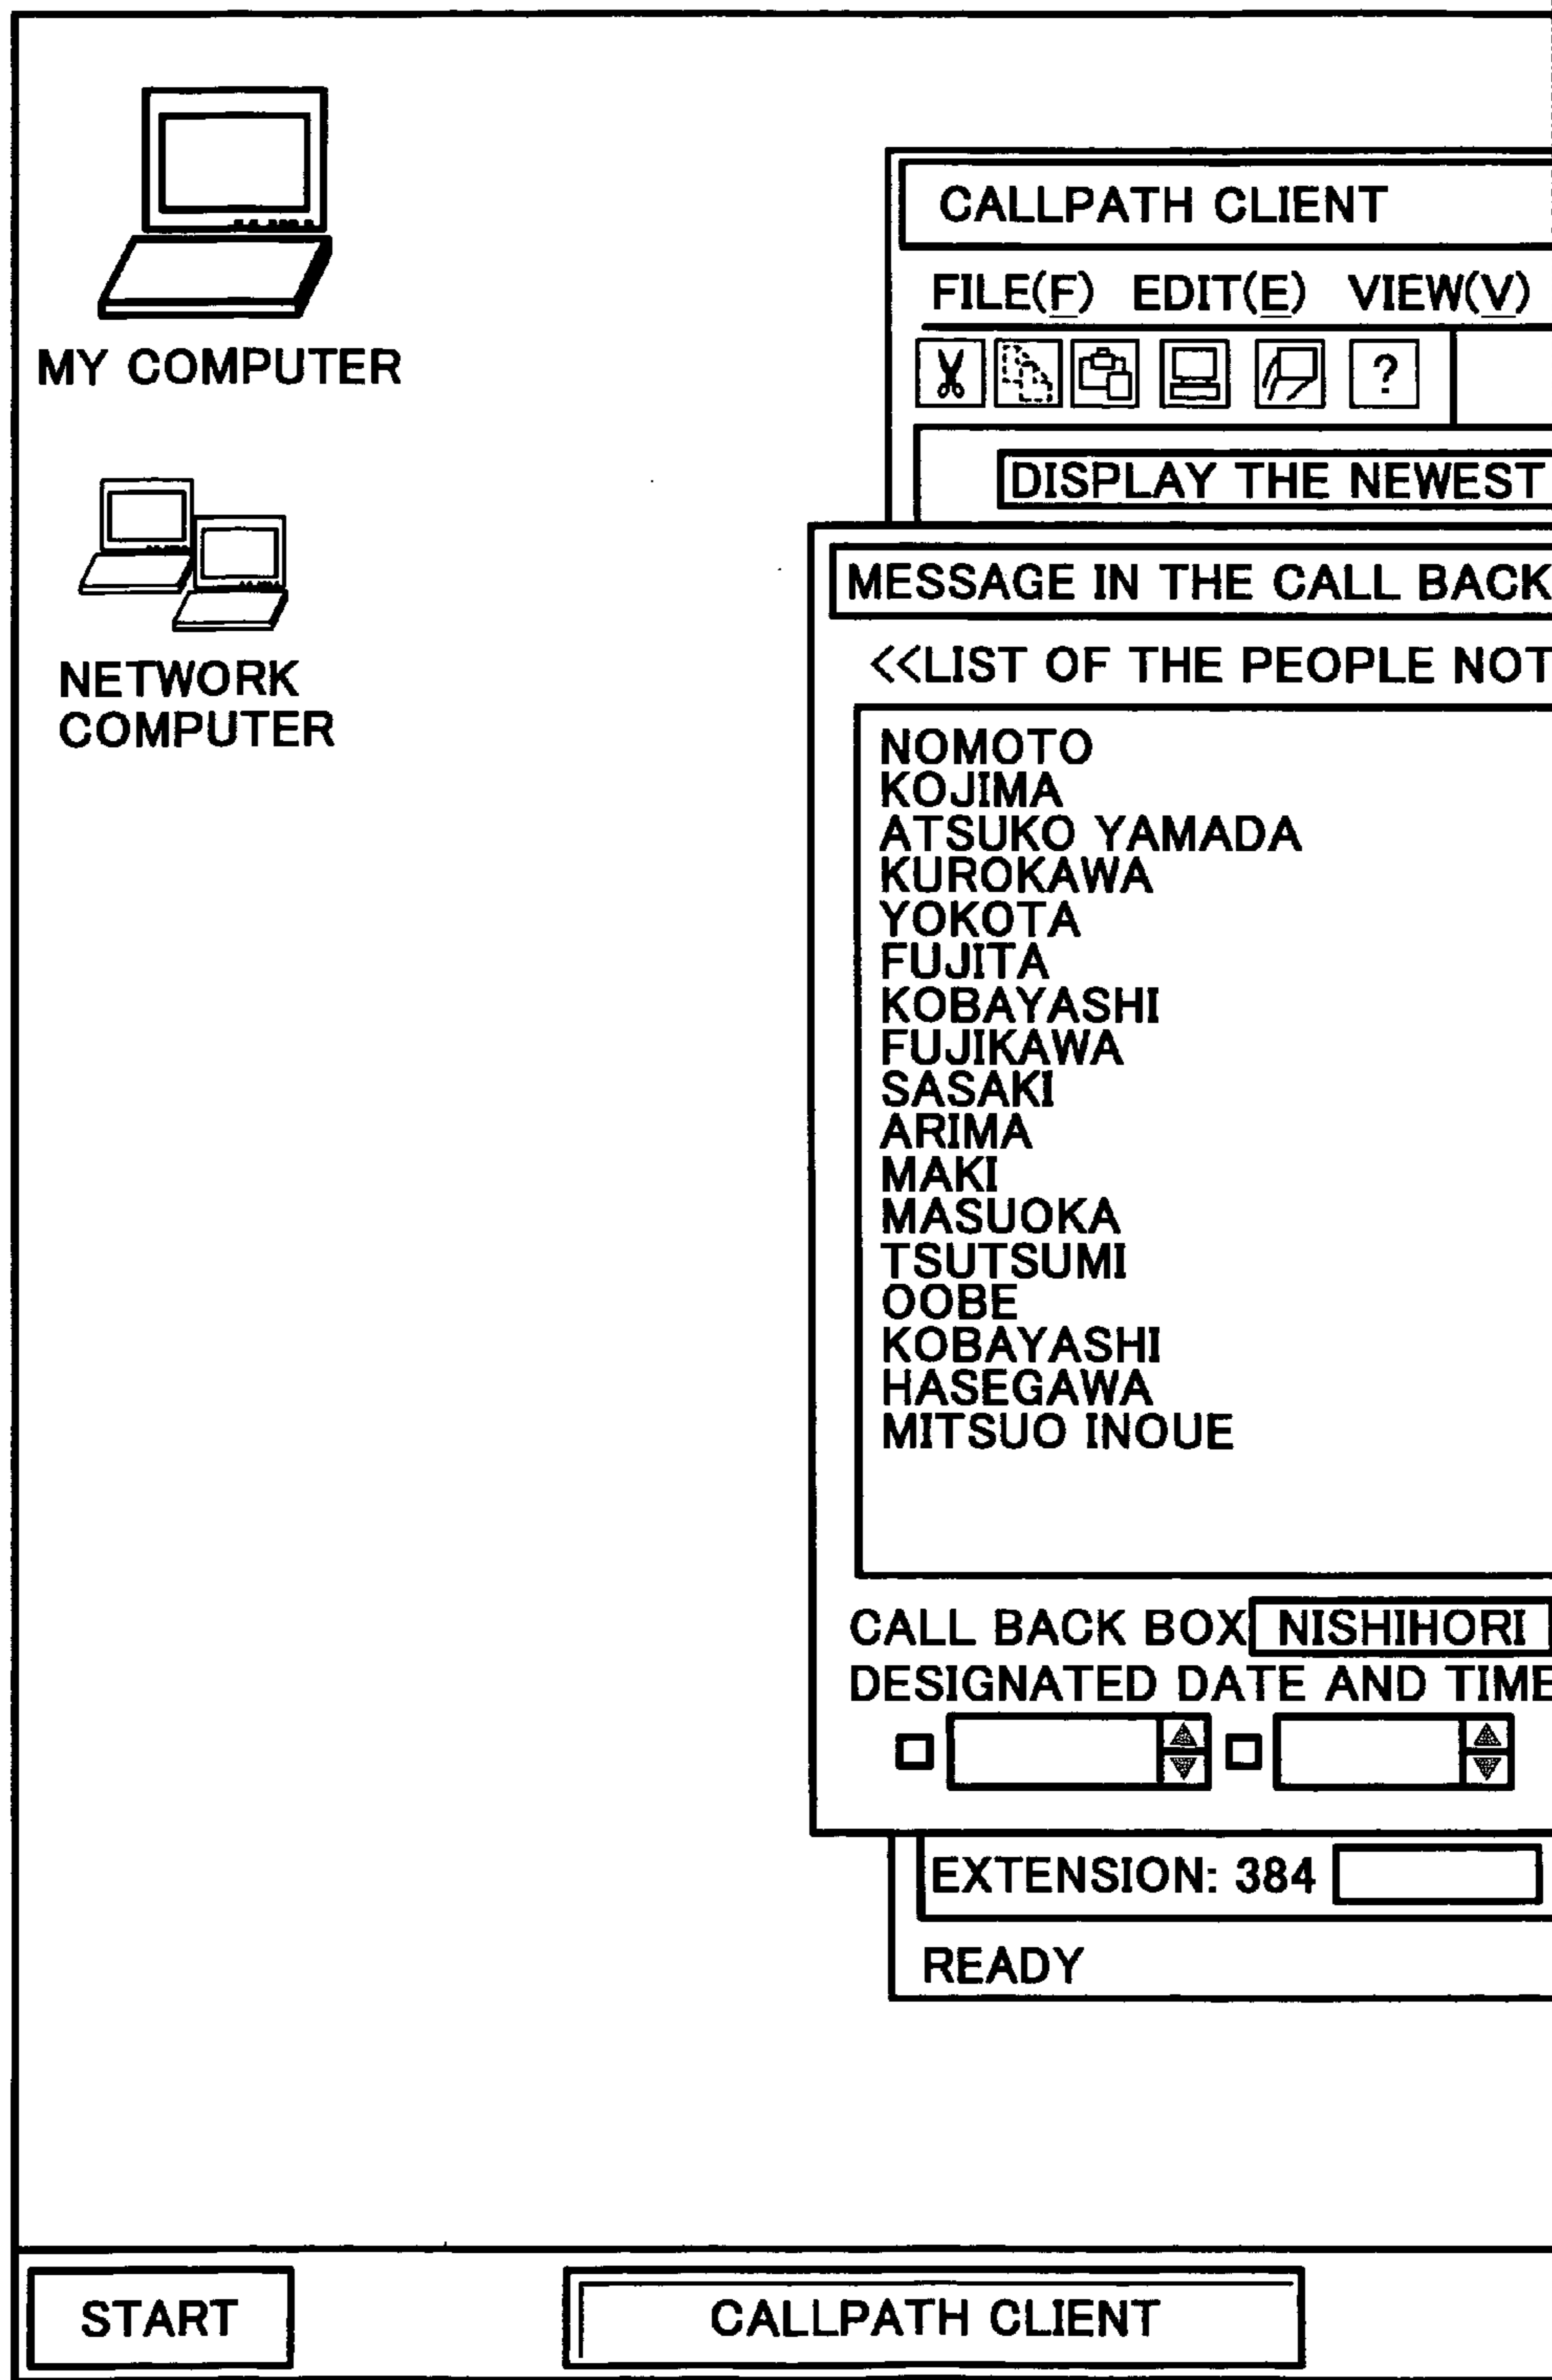 MY COMPUTER
NETWORK
COMPUTER
CALLPATH CLIENT
FILE(F) EDIT(E) VIEW(V)
?
DISPLAY THE NEWEST
MESSAGE IN THE CALL BACK
<<LIST OF THE PEOPLE NOT
NOMOTO
KOJIMA
ATSUKO YAMADA
KUROKAWA
YOKOTA
FUJITA
KOBAYASHI
FUJIKAWA
SASAKI
ARIMA
MAKI
MASUOKA
TSUTSUMI
OOBE
KOBAYASHI
HASEGAWA
MITSUO INOUE
CALL BACK BOX NISHIHORI
DESIGNATED DATE AND TIME
EXTENSION: 384
READY
START
CALLPATH CLIENT